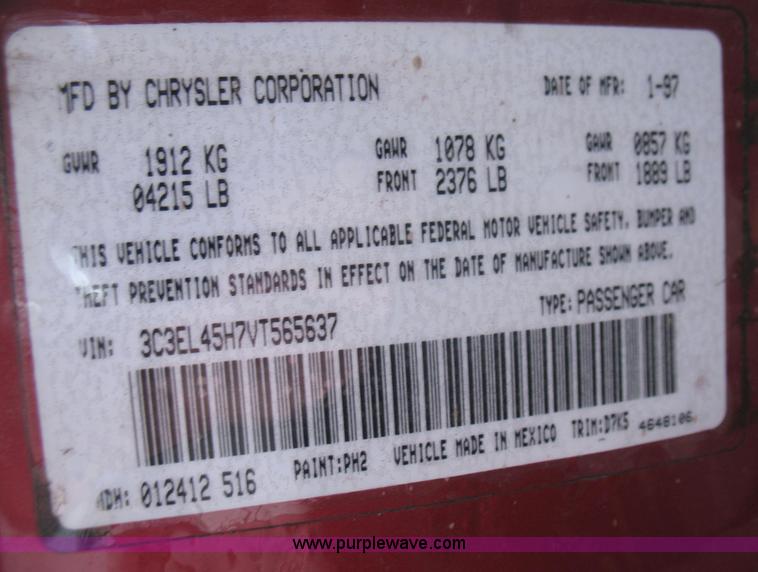 MFD BY CHRYSLER CORPORATION DATE OF MFR: 1-97
GVWR 1912 KG GAWR 1078 KG GAWR 0857 KG
04215 LB FRONT 2376 LB FRONT 1889 LB
THIS VEHICLE CONFORMS TO ALL APPLICABLE FEDERAL MOTOR VEHICLE SAFETY, BUMPER AND
THEFT PREVENTION STANDARDS IN EFFECT ON THE DATE OF MANUFACTURE SHOWN ABOVE.
VIN: 3C3EL45H7VT565637 TYPE: PASSENGER CAR
MDH: 012412 516 PAINT:PH2 VEHICLE MADE IN MEXICO TRIM:D7K5 4648106
www.purplewave.com